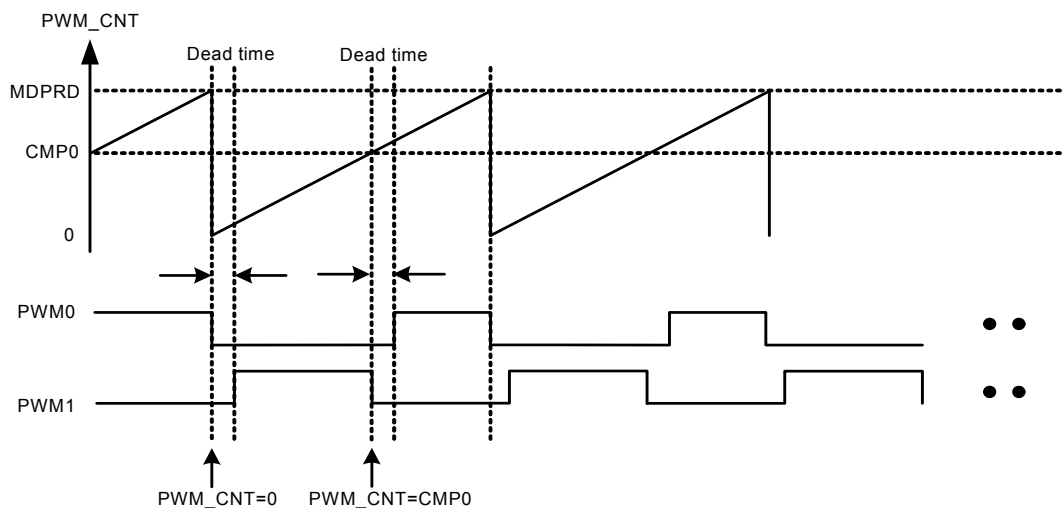 PWM_CNT
Dead time
Dead time
MDPRD
CMP0
0
PWM0
PWM1
PWM_CNT=0
PWM_CNT=CMP0